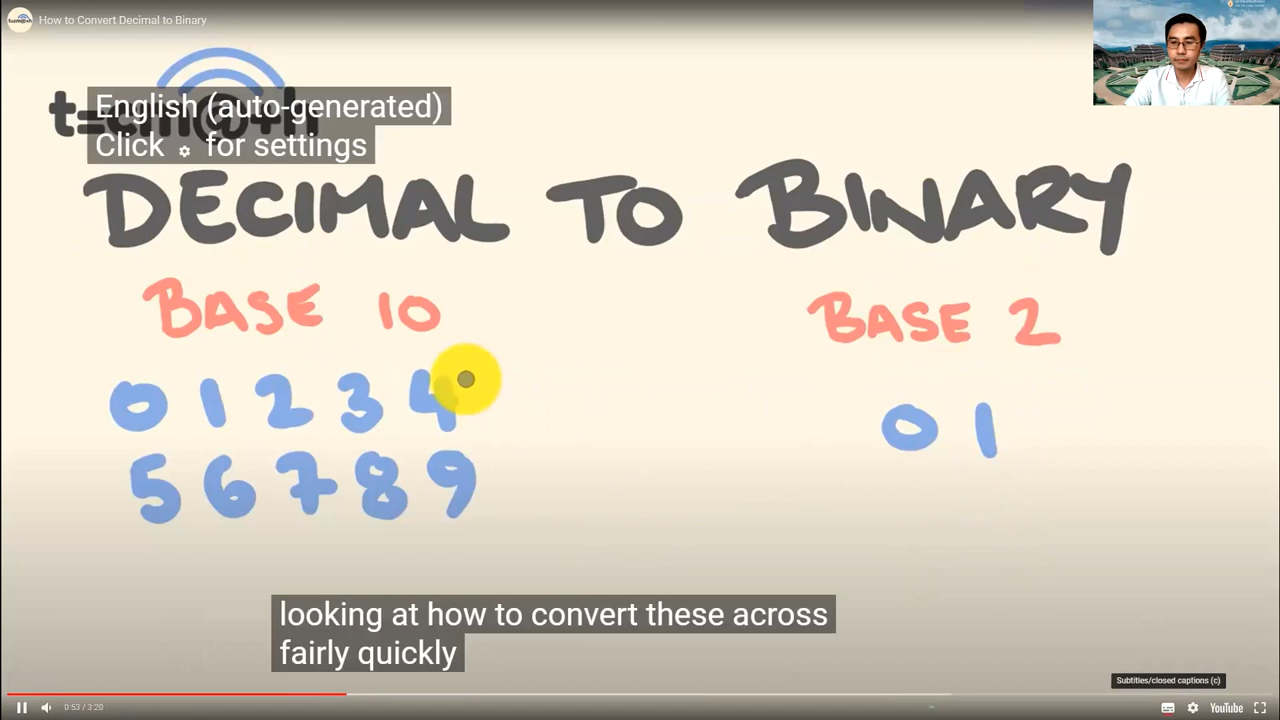 How to Convert Decimal to Binary
English (auto-generated)
Click for settings
DECIMAL TO BINARY
BASE 10
BASE 2
0 1 2 3 4
0 1
5 6 7 8 9
looking at how to convert these across
fairly quickly
Subtitles/closed captions (c)
0:53 / 3:20
YouTube